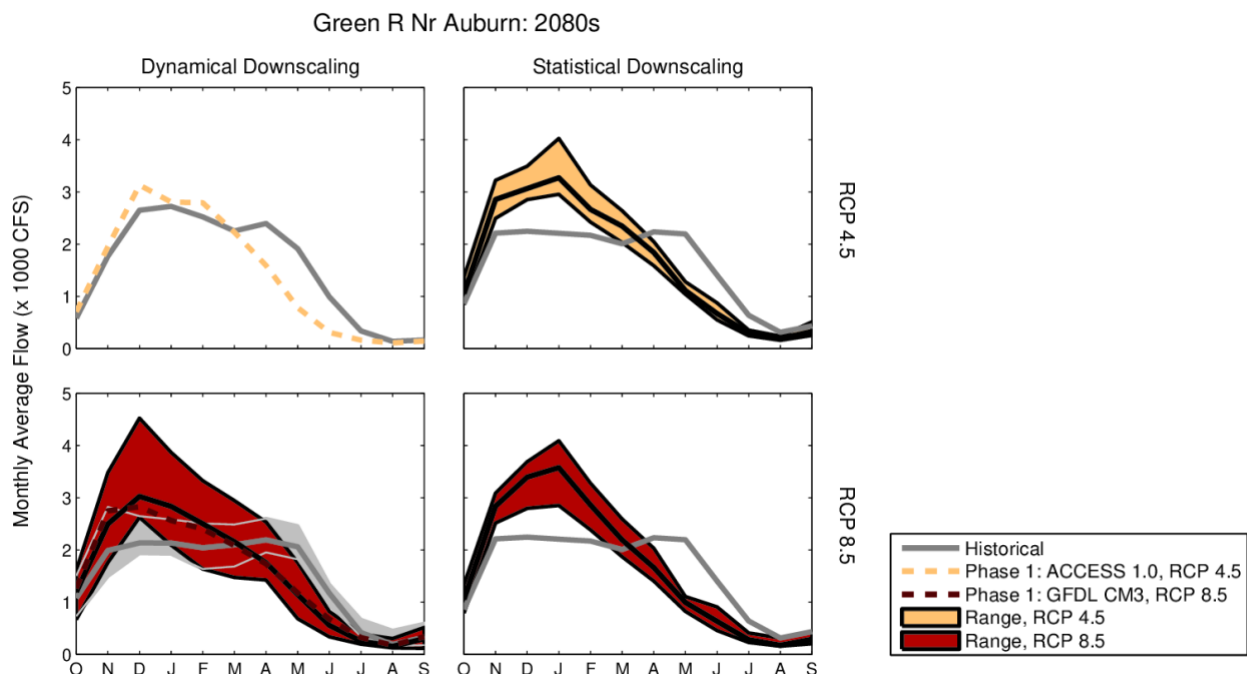 Green R Nr Auburn: 2080s
Dynamical Downscaling
Statistical Downscaling
Monthly Average Flow (x 1000 CFS)
5
4
3
2
1
0
RCP 4.5
5
4
3
2
1
0
O N D J F M A M J J A S
O N D J F M A M J J A S
RCP 8.5
Historical
Phase 1: ACCESS 1.0, RCP 4.5
Phase 1: GFDL CM3, RCP 8.5
Range, RCP 4.5
Range, RCP 8.5